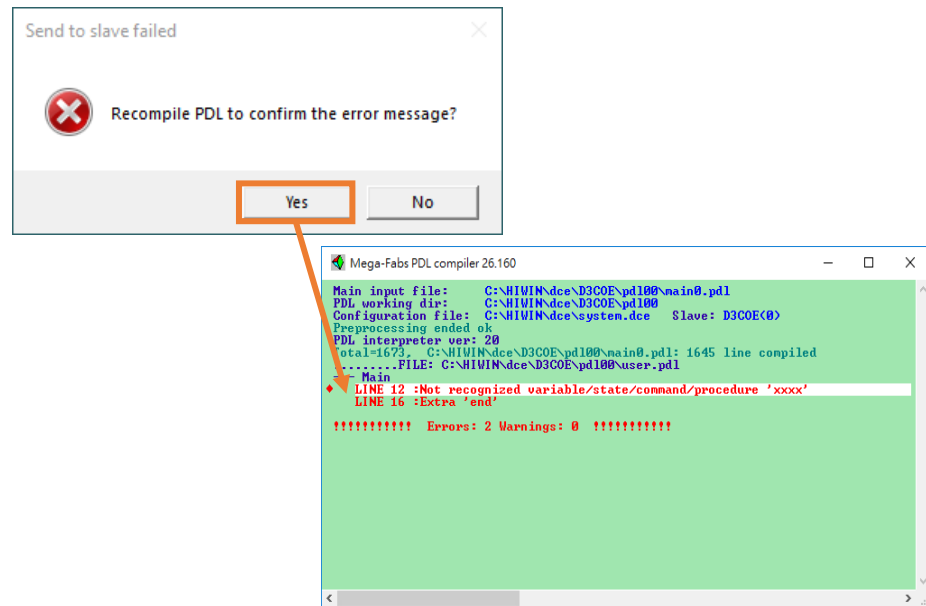 Send to slave failed
Recompile PDL to confirm the error message?
Yes
No
Mega-Fabs PDL compiler 26.160
Main input file: C:\HIWIN\dce\D3COE\pdl00\main0.pdl
PDL working dir: C:\HIWIN\dce\D3COE\pdl00
Configuration file: C:\HIWIN\dce\system.dce Slave: D3COE(0)
Preprocessing ended ok
PDL interpreter ver: 20
Total=1673, C:\HIWIN\dce\D3COE\pdl00\main0.pdl: 1645 line compiled
.........FILE: C:\HIWIN\dce\D3COE\pdl00\user.pdl
Main
LINE 12 :Not recognized variable/state/command/procedure 'xxxx'
LINE 16 :Extra 'end'
!!!!!!!!!!! Errors: 2 Warnings: 0 !!!!!!!!!!!